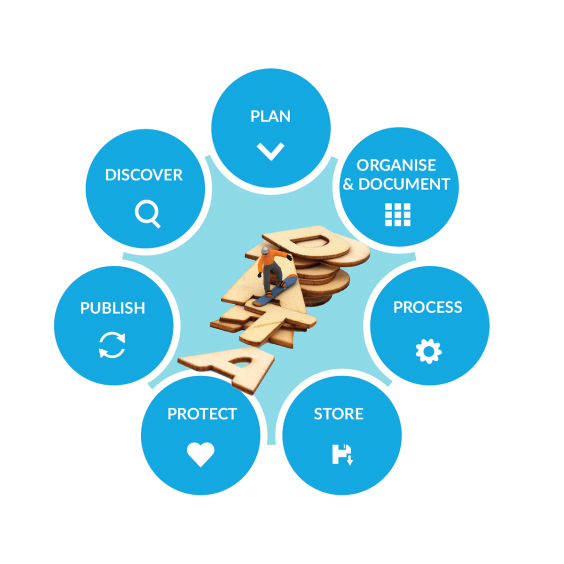 PLAN
ORGANISE
& DOCUMENT
PROCESS
STORE
PROTECT
PUBLISH
DISCOVER
D
A
T
A